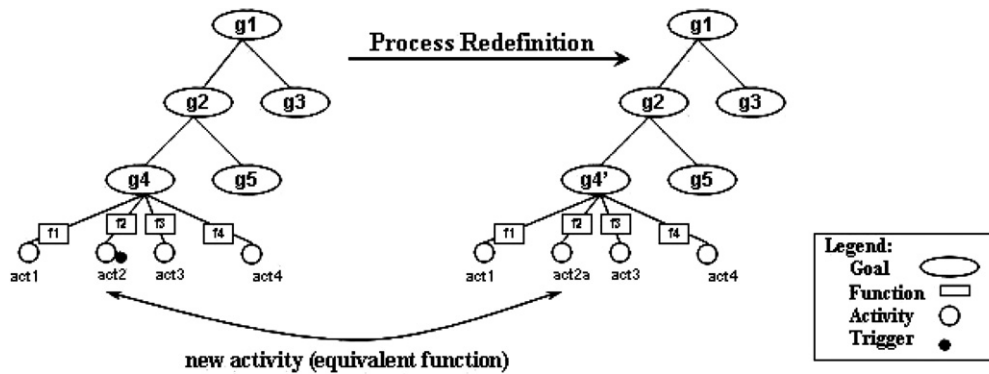 g1
g1
Process Redefinition
g2
g3
g2
g3
g4
g5
g4'
g5
f1
f2
f3
f4
f1
f2
f3
f4
act1
act2
act3
act4
act1
act2a
act3
act4
new activity (equivalent function)
Legend:
Goal
Function
Activity
Trigger